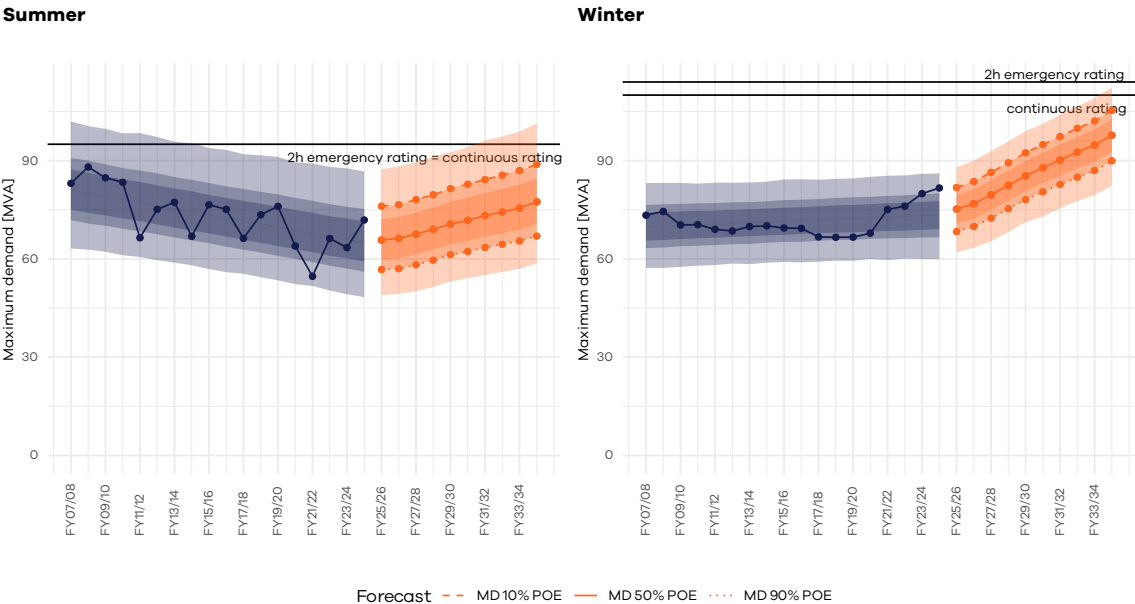 Summer
Winter
Maximum demand [MVA]
90
60
30
0
2h emergency rating = continuous rating
FY07/08
FY09/10
FY11/12
FY13/14
FY15/16
FY17/18
FY19/20
FY21/22
FY23/24
FY25/26
FY27/28
FY29/30
FY31/32
FY33/34
Maximum demand [MVA]
90
60
30
0
2h emergency rating
continuous rating
FY07/08
FY09/10
FY11/12
FY13/14
FY15/16
FY17/18
FY19/20
FY21/22
FY23/24
FY25/26
FY27/28
FY29/30
FY31/32
FY33/34
Forecast MD 10% POE MD 50% POE MD 90% POE